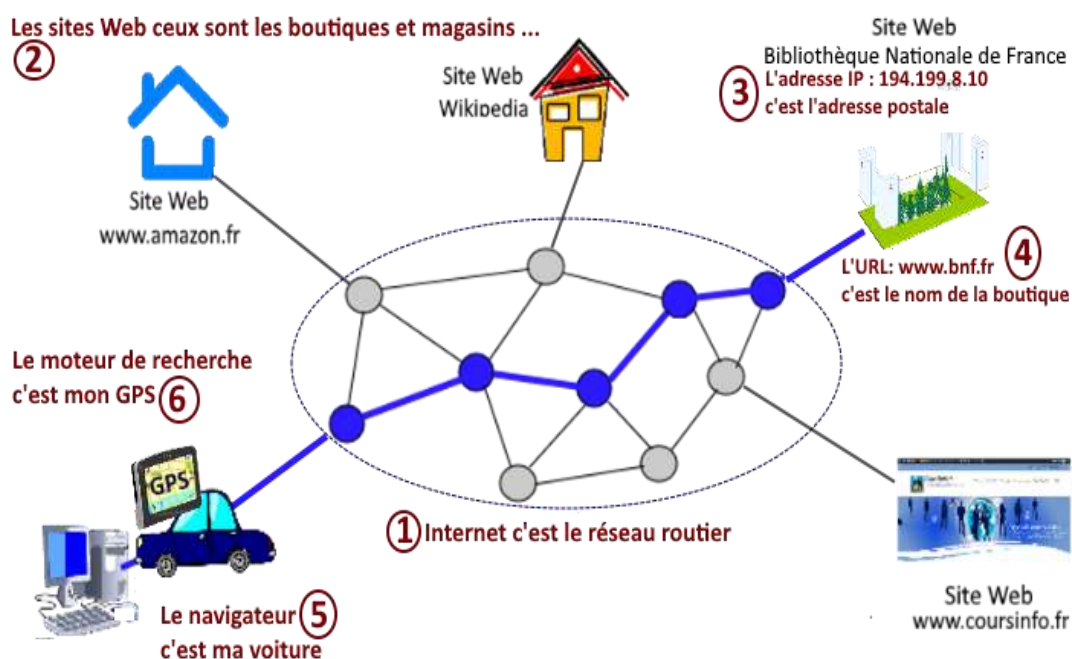 Les sites Web ceux sont les boutiques et magasins ...
2
Site Web
www.amazon.fr
Site Web
Wikipedia
Site Web
Bibliothèque Nationale de France
3
L'adresse IP : 194.199.8.10
c'est l'adresse postale
L'URL: www.bnf.fr
c'est le nom de la boutique
4
Le moteur de recherche
c'est mon GPS 6
GPS
1 Internet c'est le réseau routier
Le navigateur 5
c'est ma voiture
Site Web
www.coursinfo.fr